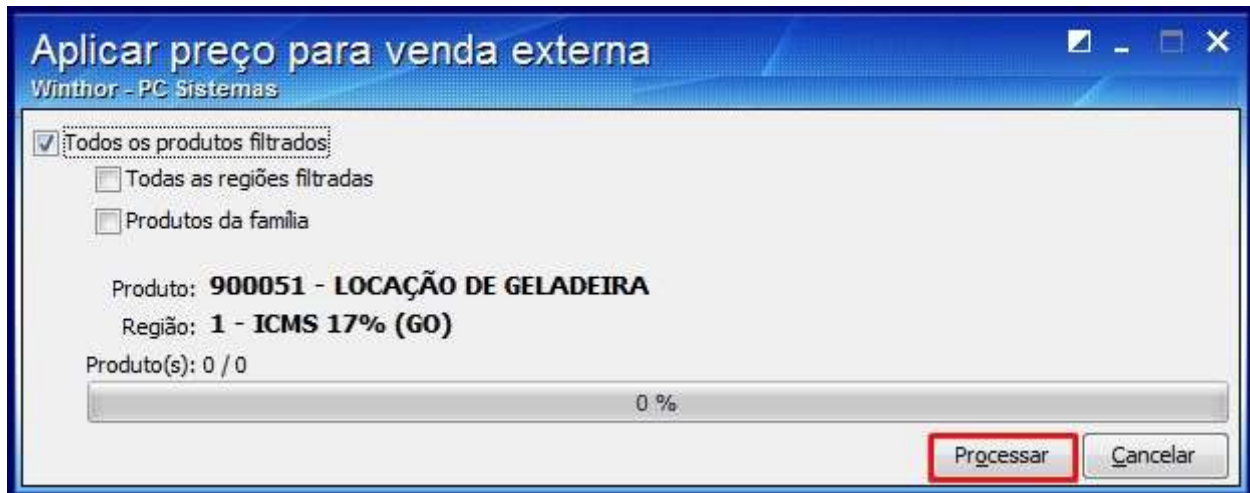 Aplicar preço para venda externa
Winthor - PC Sistemas
Todos os produtos filtrados
Todas as regiões filtradas
Produtos da família
Produto: 900051 - LOCAÇÃO DE GELADEIRA
Região: 1 - ICMS 17% (GO)
Produto(s): 0 / 0
0 %
Processar Cancelar